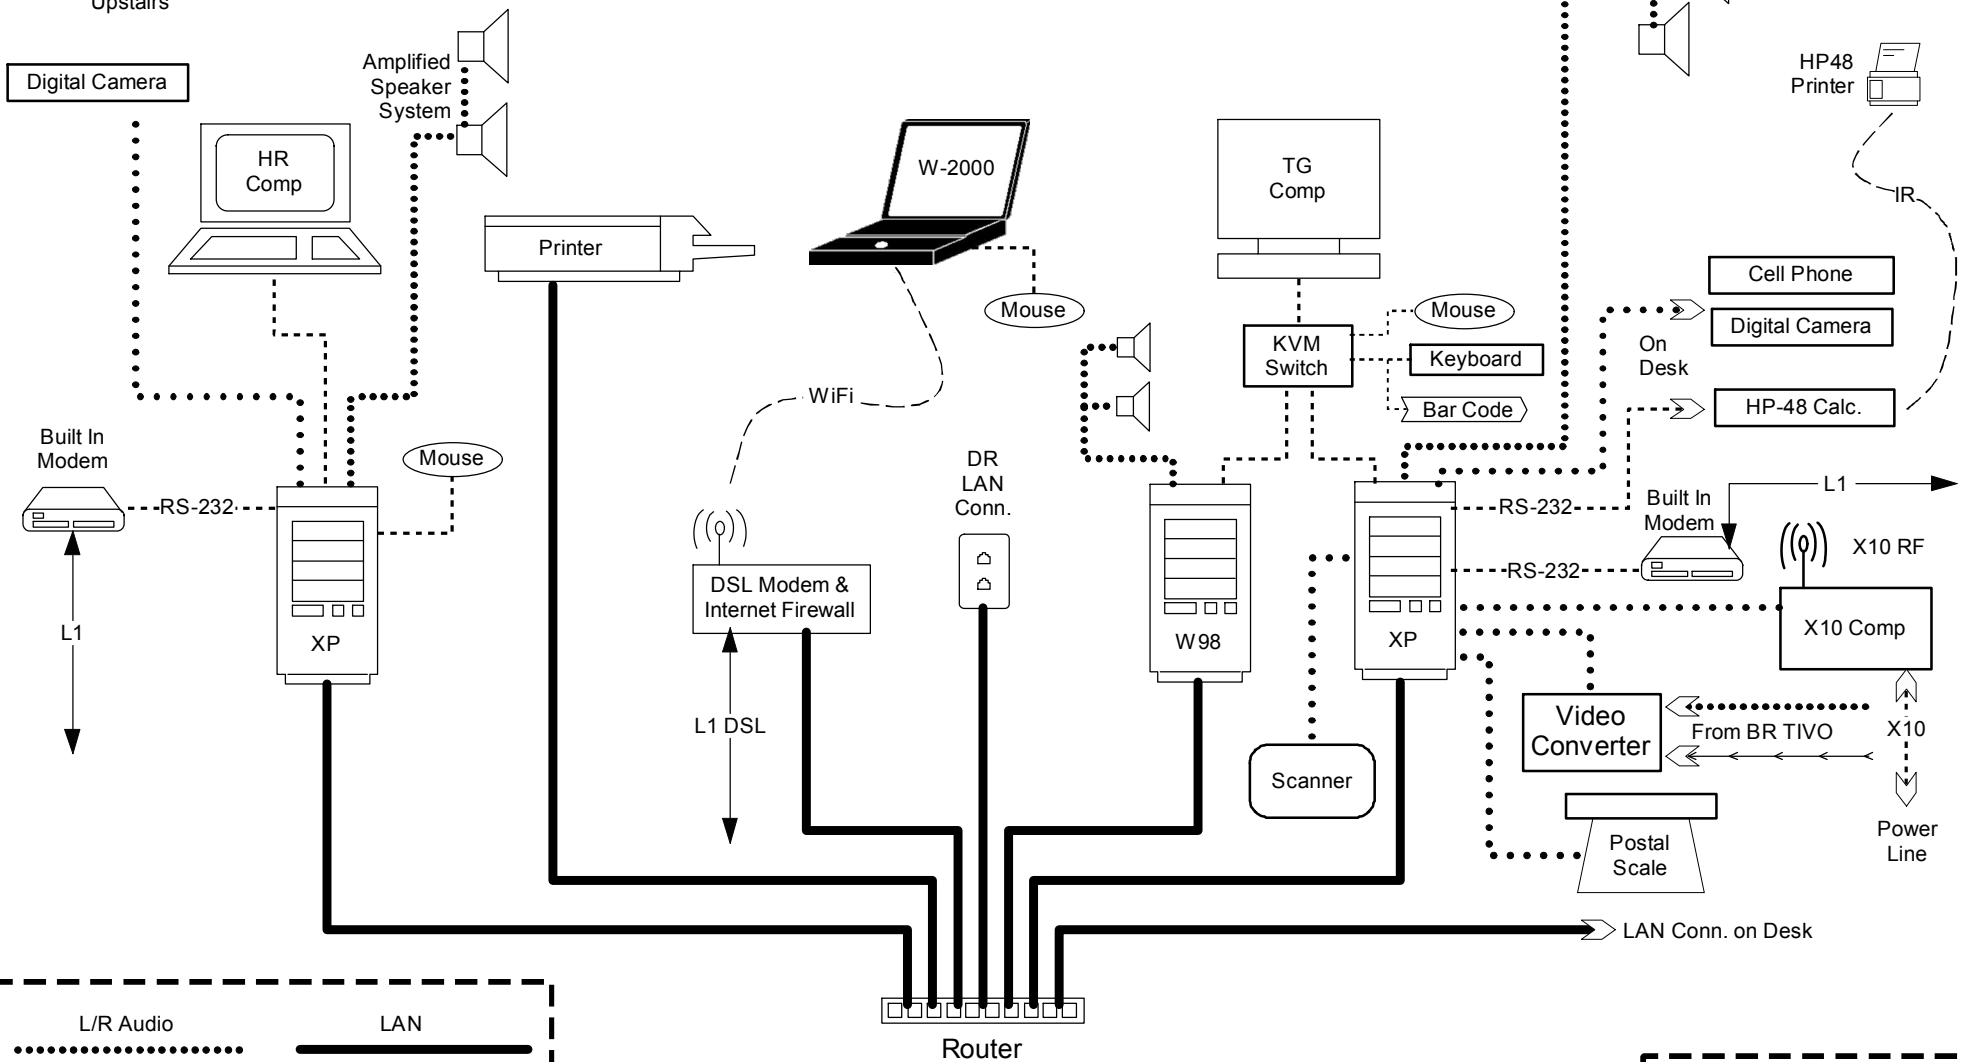 Upstairs
Digital Camera
Amplified
Speaker
System
HR
Comp
Printer
W-2000
Mouse
TG
Comp
HP48
Printer
IR
Cell Phone
Digital Camera
On
Desk
HP-48 Calc.
KVM
Switch
Mouse
Keyboard
Bar Code
WiFi
Built In
Modem
RS-232
Mouse
L1
XP
DSL Modem &
Internet Firewall
L1 DSL
DR
LAN
Conn.
W98
XP
RS-232
RS-232
Built In
Modem
L1
X10 RF
X10 Comp
X10
Power
Line
Video
Converter
From BR TIVO
Scanner
Postal
Scale
LAN Conn. on Desk
Router
L/R Audio
LAN